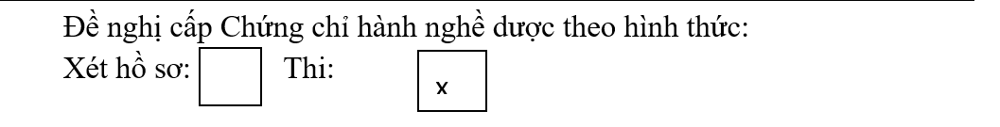 Đề nghị cấp Chứng chỉ hành nghề dược theo hình thức:
Xét hồ sơ: Thi: x